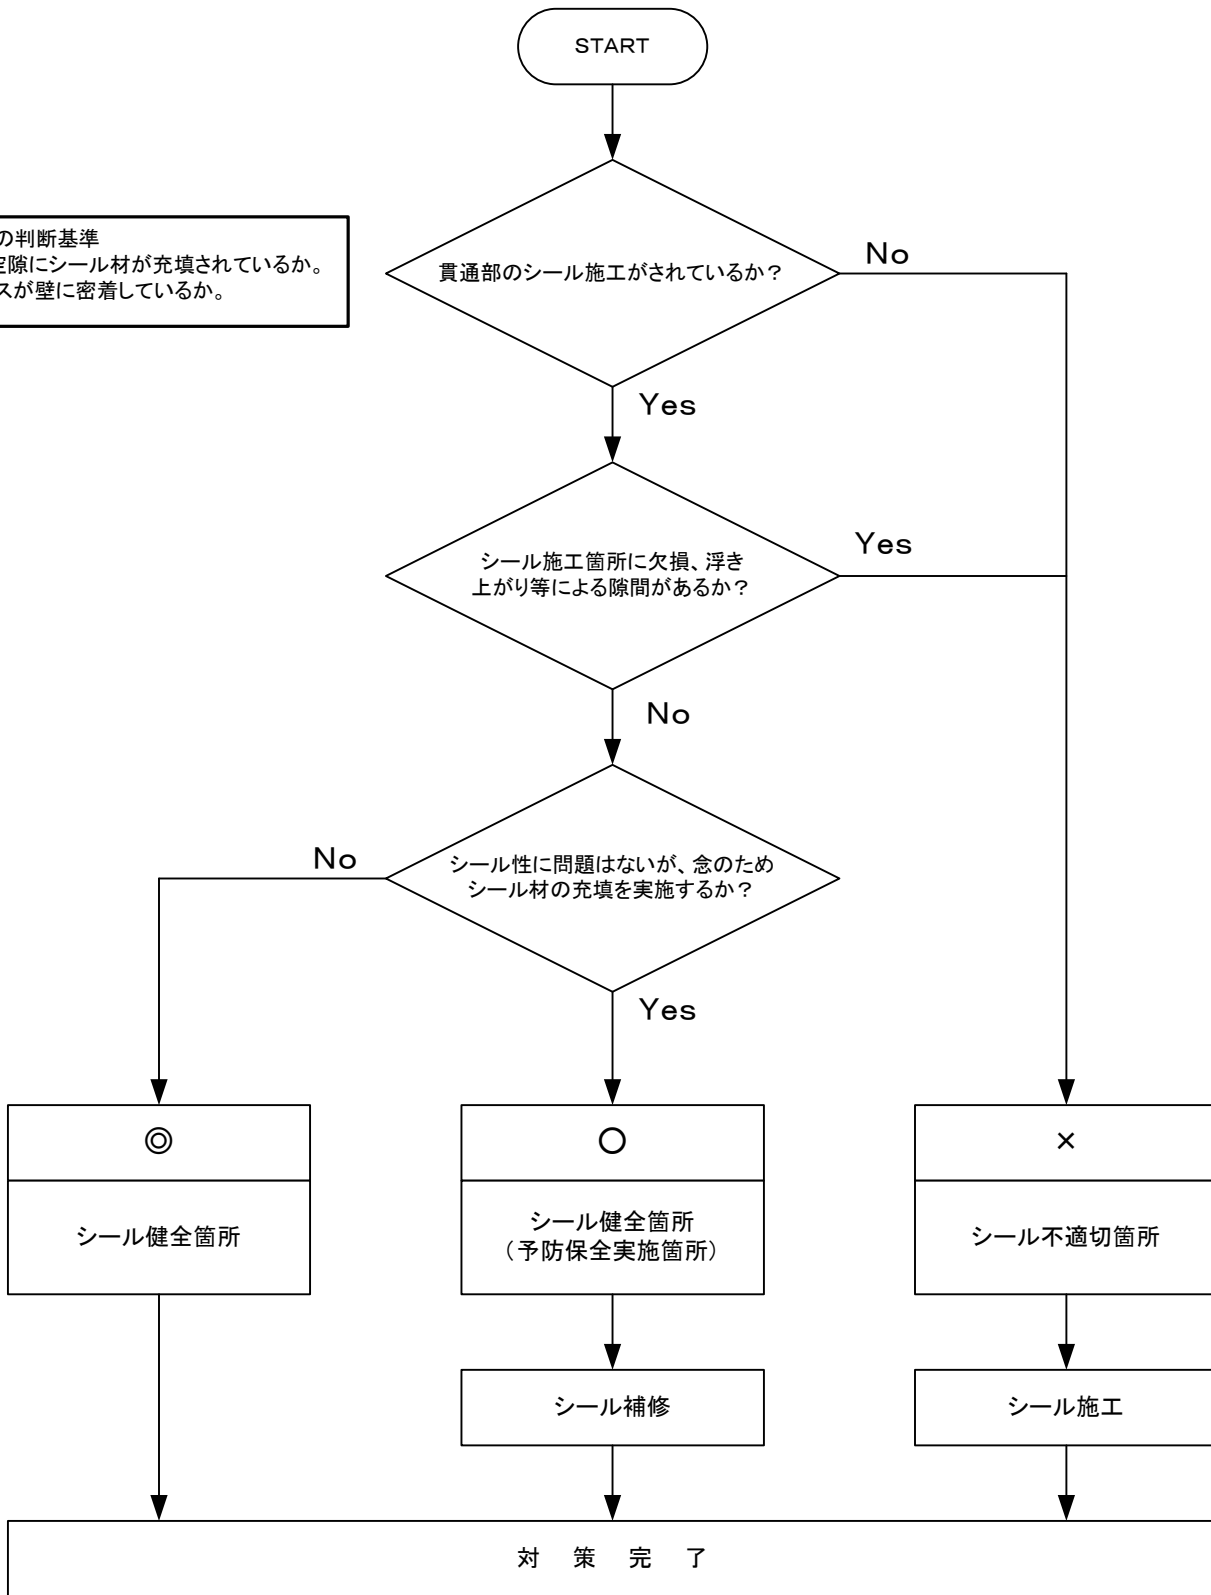 START
の判断基準
空隙にシール材が充填されているか。
スが壁に密着しているか。
貫通部のシール施工がされているか？
No
Yes
シール施工箇所に欠損、浮き
上がり等による隙間があるか？
Yes
No
シール性に問題はないが、念のため
シール材の充填を実施するか？
No
Yes
◎
シール健全箇所
○
シール健全箇所
（予防保全実施箇所）
×
シール不適切箇所
シール補修
シール施工
対　策　完　了